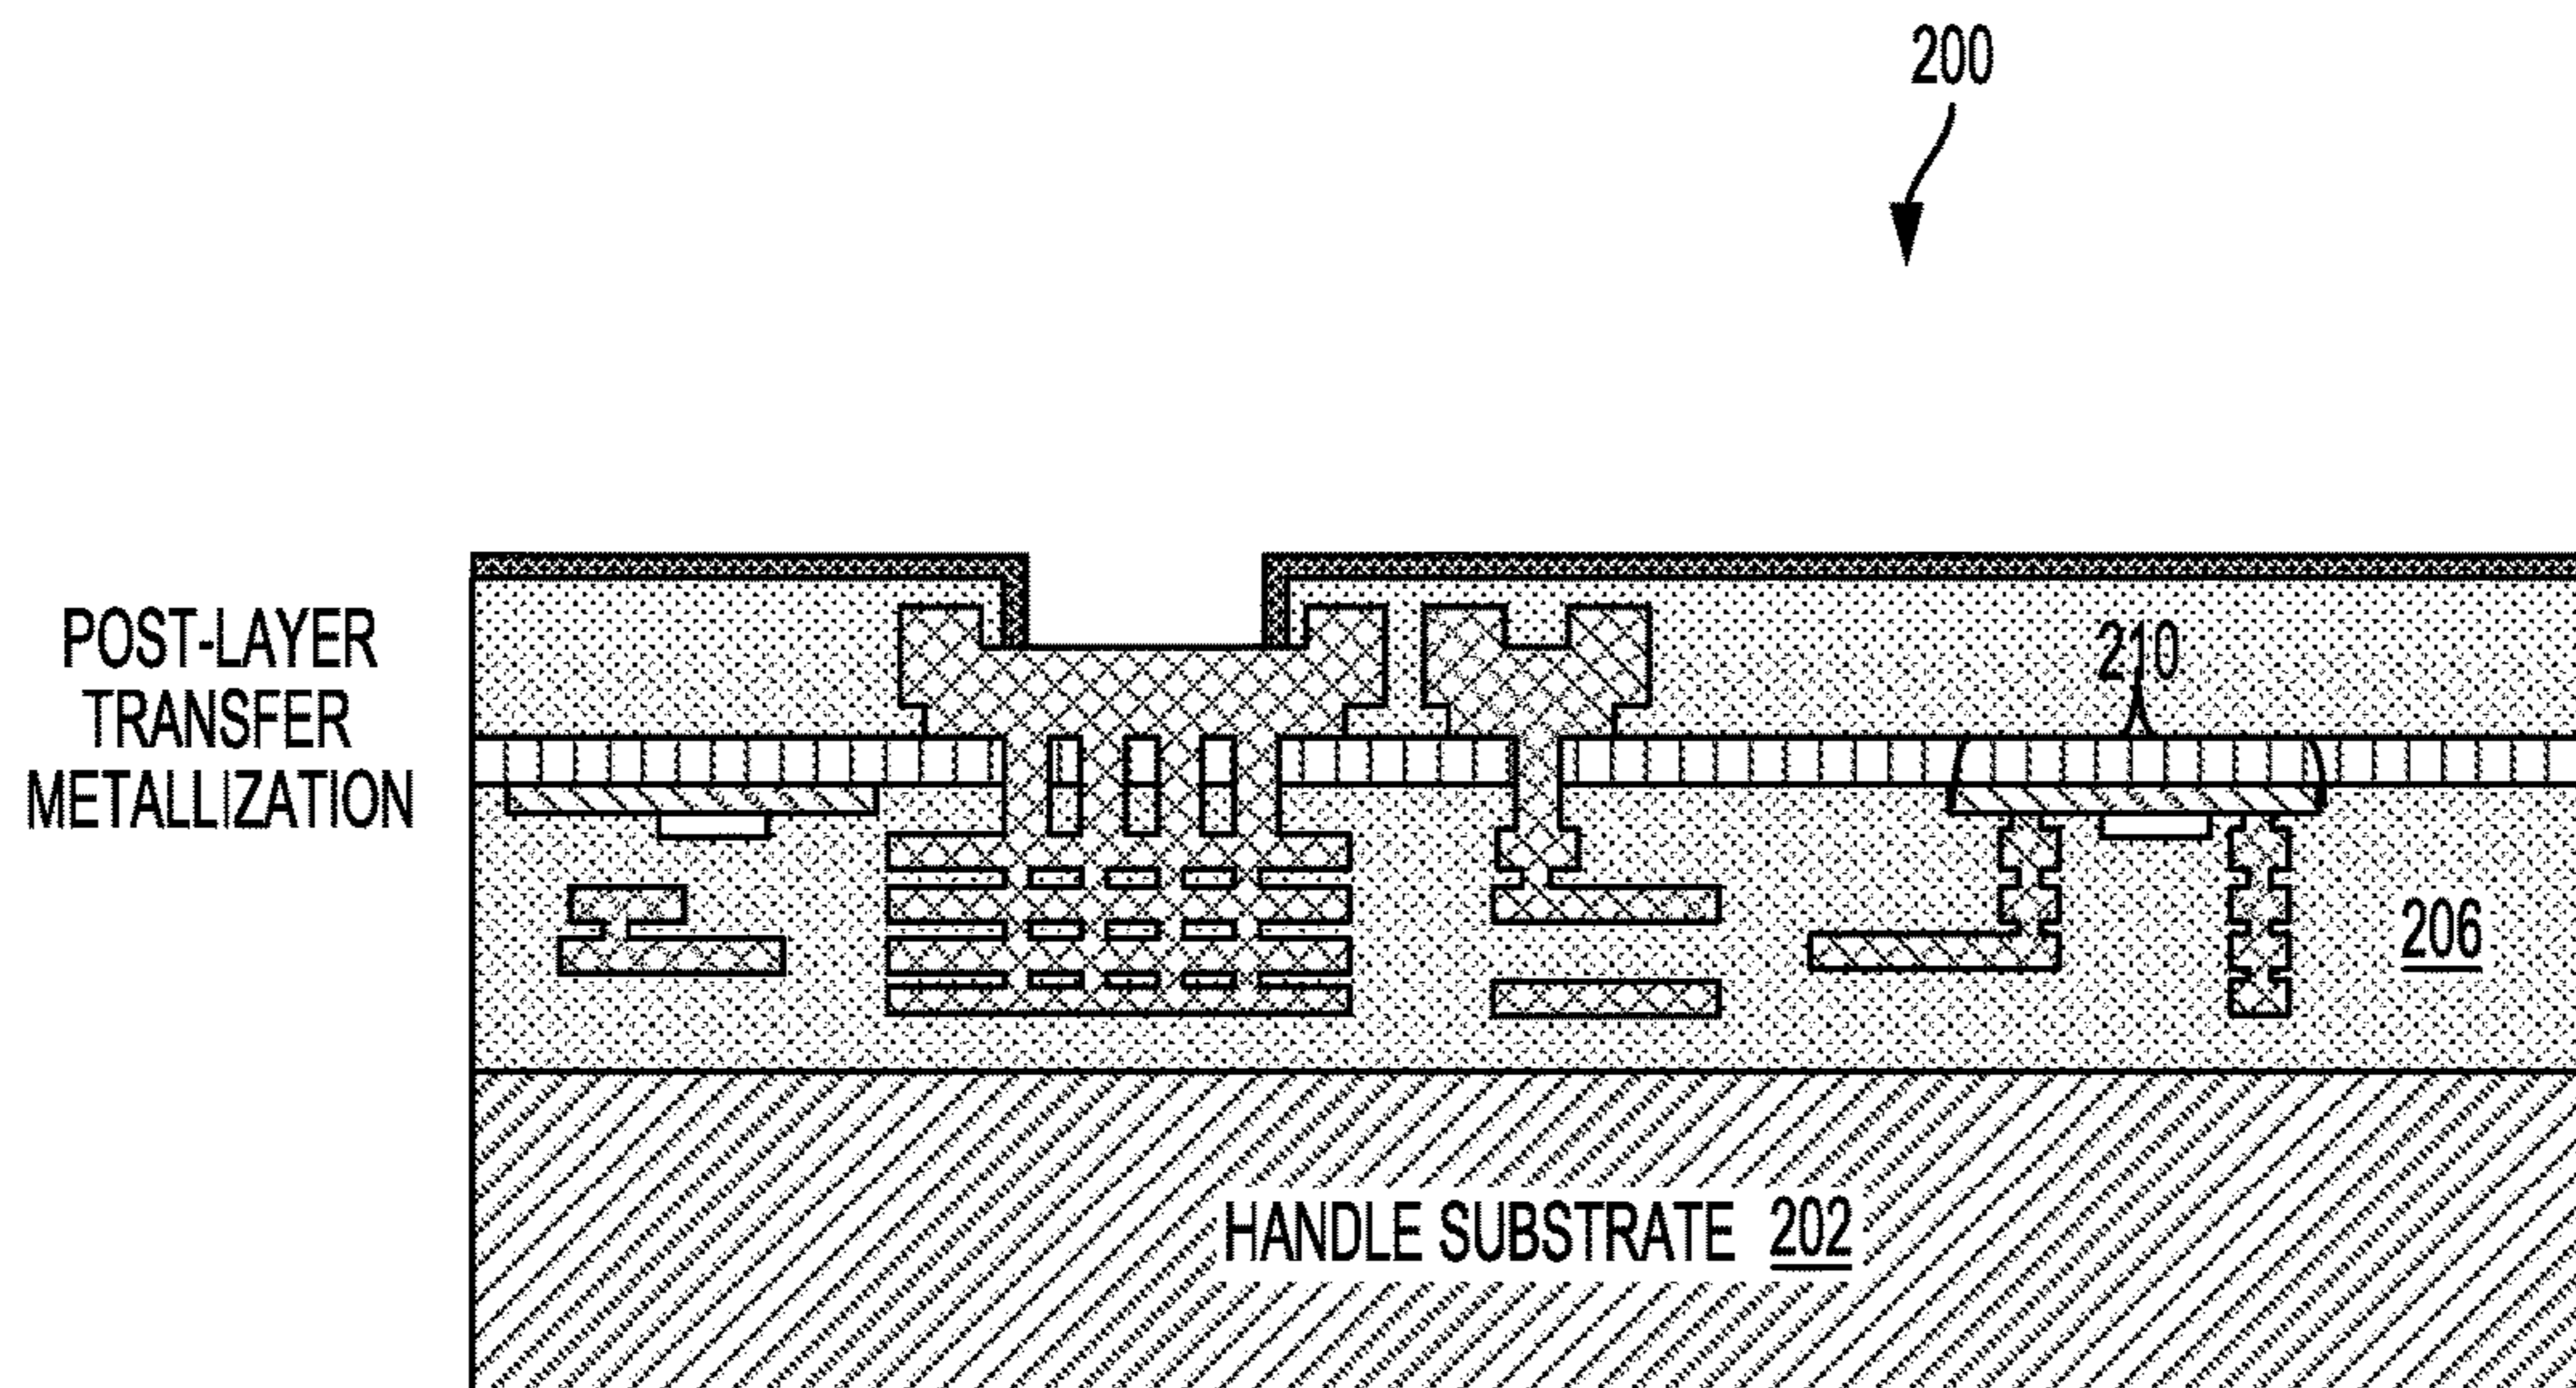 200
POST-LAYER
TRANSFER
METALLIZATION
210
206
HANDLE SUBSTRATE 202